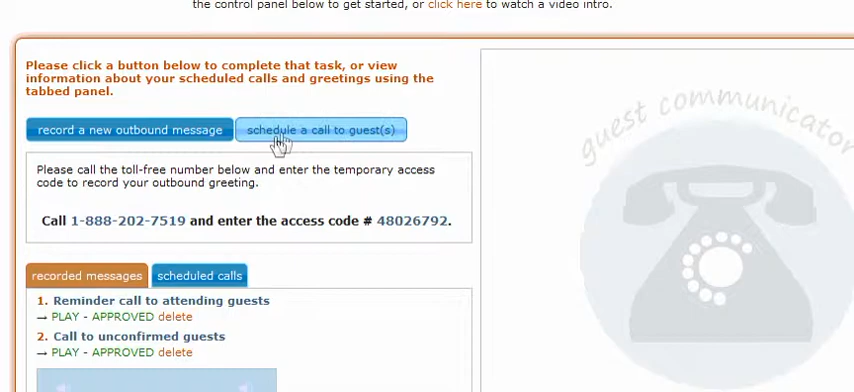 the control panel below to get started, or click here to watch a video intro.
Please click a button below to complete that task, or view
information about your scheduled calls and greetings using the
tabbed panel.
record a new outbound message
schedule a call to guest(s)
Please call the toll-free number below and enter the temporary access
code to record your outbound greeting.
Call 1-888-202-7519 and enter the access code # 48026792.
recorded messages
scheduled calls
1. Reminder call to attending guests
→ PLAY - APPROVED delete
2. Call to unconfirmed guests
→ PLAY - APPROVED delete
guest communicator